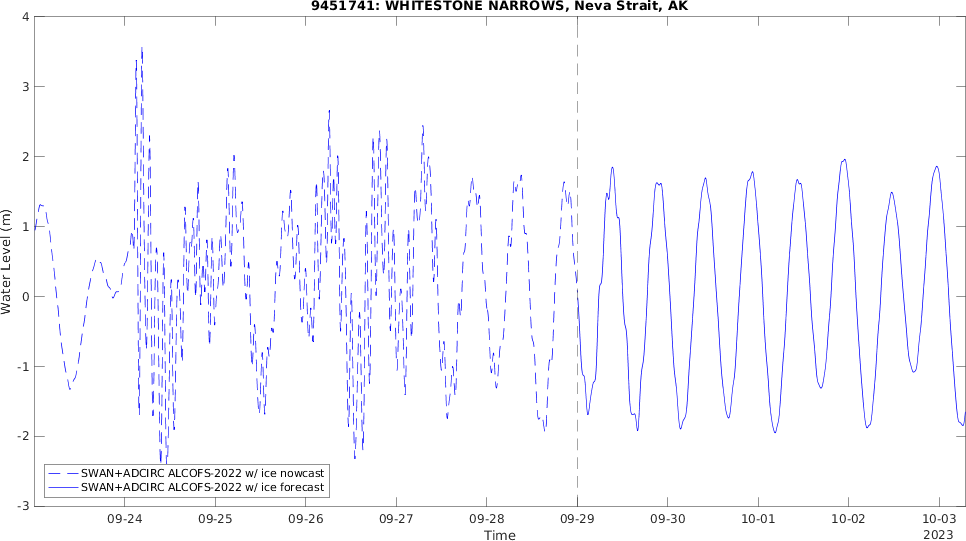 9451741: WHITESTONE NARROWS, Neva Strait, AK
4
3
2
1
0
-1
-2
-3
Water Level (m)
SWAN+ADCIRC ALCOFS-2022 w/ ice nowcast
SWAN+ADCIRC ALCOFS-2022 w/ ice forecast
09-24 09-25 09-26 09-27 09-28 09-29 09-30 10-01 10-02 10-03
2023
Time